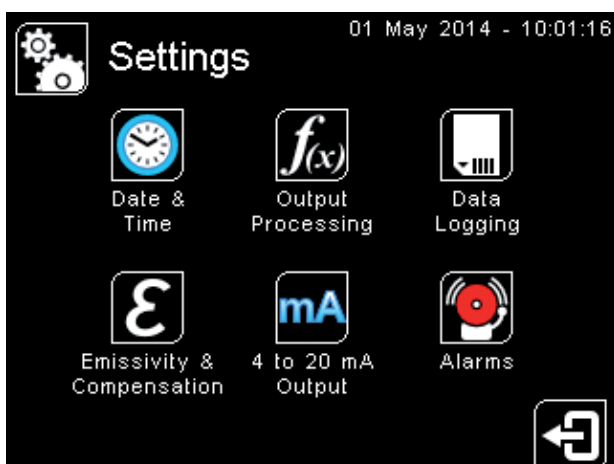 01 May 2014 - 10:01:16
Settings
f(x)
Date &
Time
Output
Processing
Data
Logging
ε
mA
Emissivity &
Compensation
4 to 20 mA
Output
Alarms